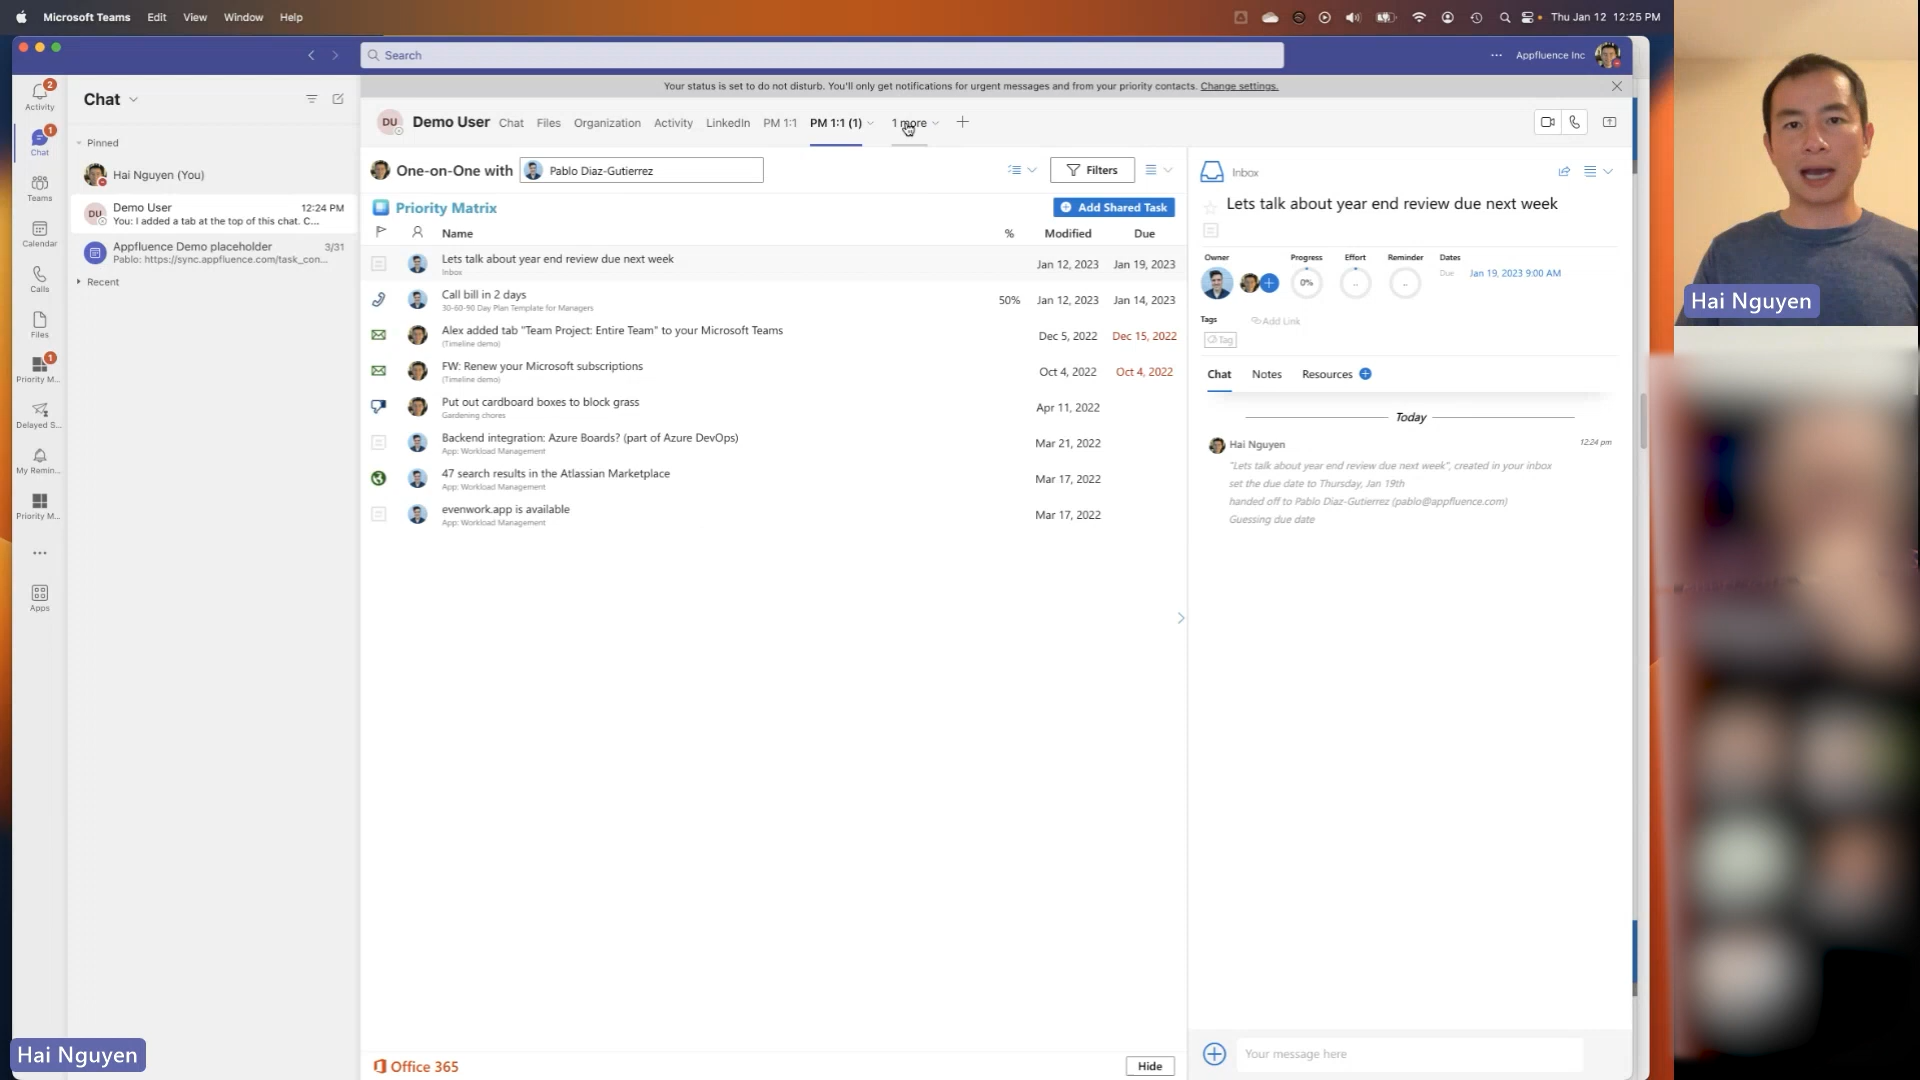 Microsoft Teams Edit View Window Help
Thu Jan 12 12:25 PM
Search
Appfluence Inc
Your status is set to do not disturb. You'll only get notifications for urgent messages and from your priority contacts. Change settings.
2
Activity
1
Chat
Teams
Calendar
Calls
Files
1
Priority M...
Delayed S...
My Remin...
Priority M...
Apps
Chat
Pinned
Hai Nguyen (You)
DU
Demo User 12:24 PM
You: I added a tab at the top of this chat. C...
Appfluence Demo placeholder 3/31
Pablo: https://sync.appfluence.com/task_con...
Recent
DU Demo User Chat Files Organization Activity LinkedIn PM 1:1 PM 1:1 (1) 1 more
One-on-One with Pablo Diaz-Gutierrez Filters
Priority Matrix Add Shared Task
Name % Modified Due
Lets talk about year end review due next week Jan 12, 2023 Jan 19, 2023
Inbox
Call bill in 2 days 50% Jan 12, 2023 Jan 14, 2023
30-60-90 Day Plan Template for Managers
Alex added tab "Team Project: Entire Team" to your Microsoft Teams Dec 5, 2022 Dec 15, 2022
(Timeline demo)
FW: Renew your Microsoft subscriptions Oct 4, 2022 Oct 4, 2022
(Timeline demo)
Put out cardboard boxes to block grass Apr 11, 2022
Gardening chores
Backend integration: Azure Boards? (part of Azure DevOps) Mar 21, 2022
App: Workload Management
47 search results in the Atlassian Marketplace Mar 17, 2022
App: Workload Management
evenwork.app is available Mar 17, 2022
App: Workload Management
Office 365 Hide
Inbox
Lets talk about year end review due next week
Owner Progress Effort Reminder Dates
0% .. .. Due Jan 19, 2023 9:00 AM
Tags Add Link
Tag
Chat Notes Resources
Today
Hai Nguyen 12:24 pm
"Lets talk about year end review due next week", created in your inbox
set the due date to Thursday, Jan 19th
handed off to Pablo Diaz-Gutierrez (pablo@appfluence.com)
Guessing due date
Your message here
Hai Nguyen
Hai Nguyen